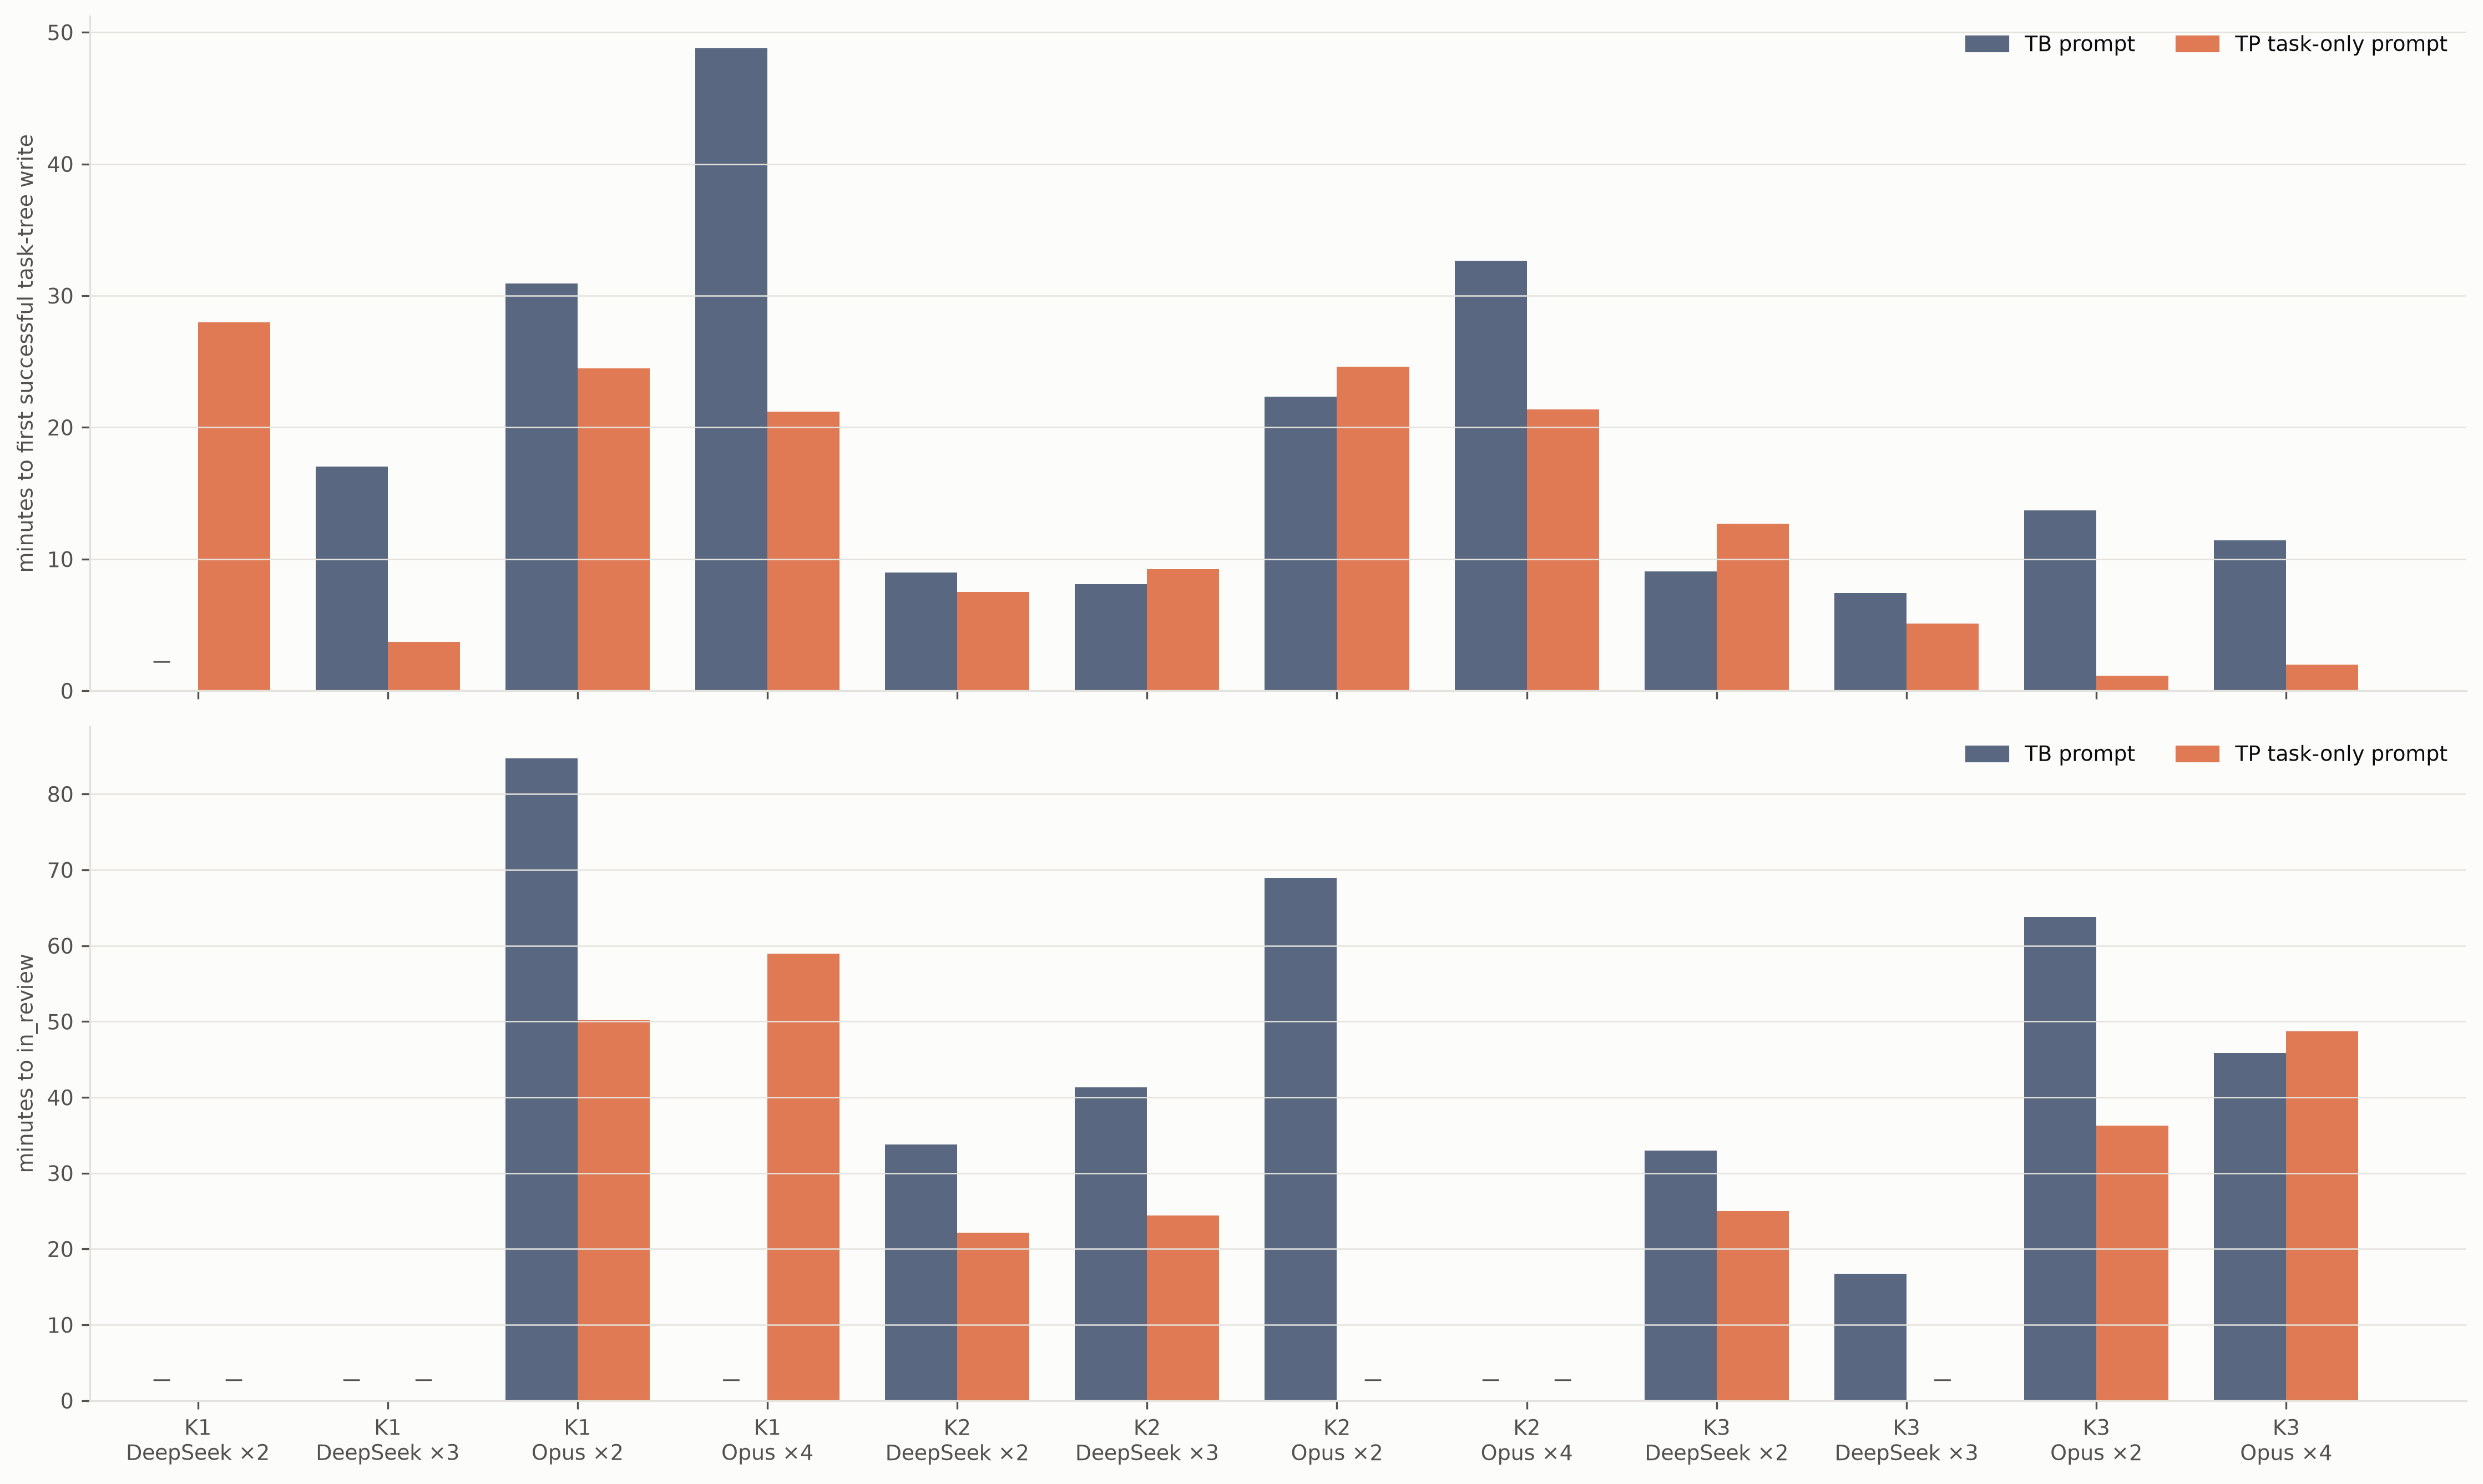 minutes to first successful task-tree write
50
40
30
20
10
0
TB prompt
TP task-only prompt
–
minutes to in_review
80
70
60
50
40
30
20
10
0
TB prompt
TP task-only prompt
– – – – – – – – –
K1
DeepSeek ×2
K1
DeepSeek ×3
K1
Opus ×2
K1
Opus ×4
K2
DeepSeek ×2
K2
DeepSeek ×3
K2
Opus ×2
K2
Opus ×4
K3
DeepSeek ×2
K3
DeepSeek ×3
K3
Opus ×2
K3
Opus ×4